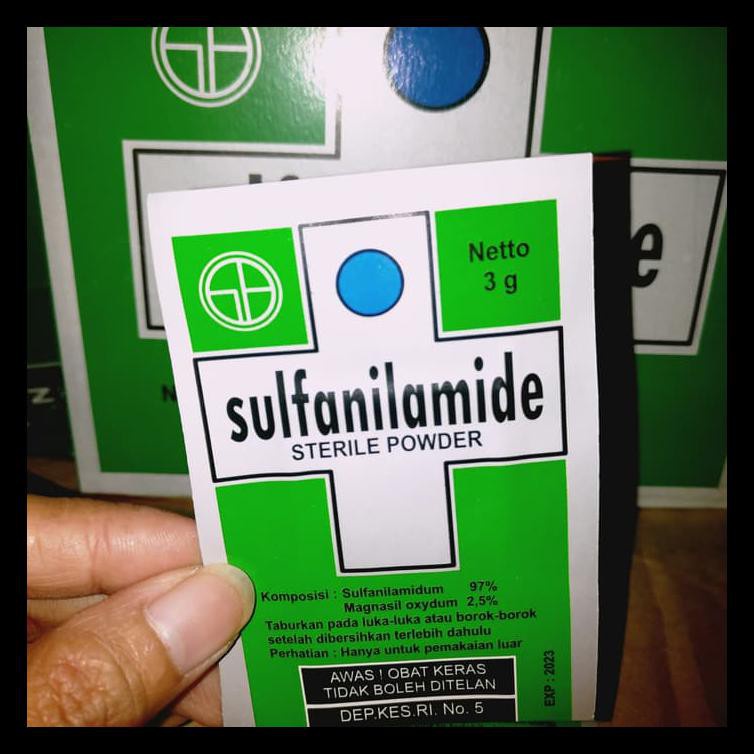 Netto
3 g
sulfanilamide
STERILE POWDER
Komposisi : Sulfanilamidum 97%
Magnasil oxydum 2,5%
Taburkan pada luka-luka atau borok-borok
setelah dibersihkan terlebih dahulu
Perhatian : Hanya untuk pemakaian luar
AWAS ! OBAT KERAS
TIDAK BOLEH DITELAN
DEP.KES.RI. No. 5
EXP : 2023